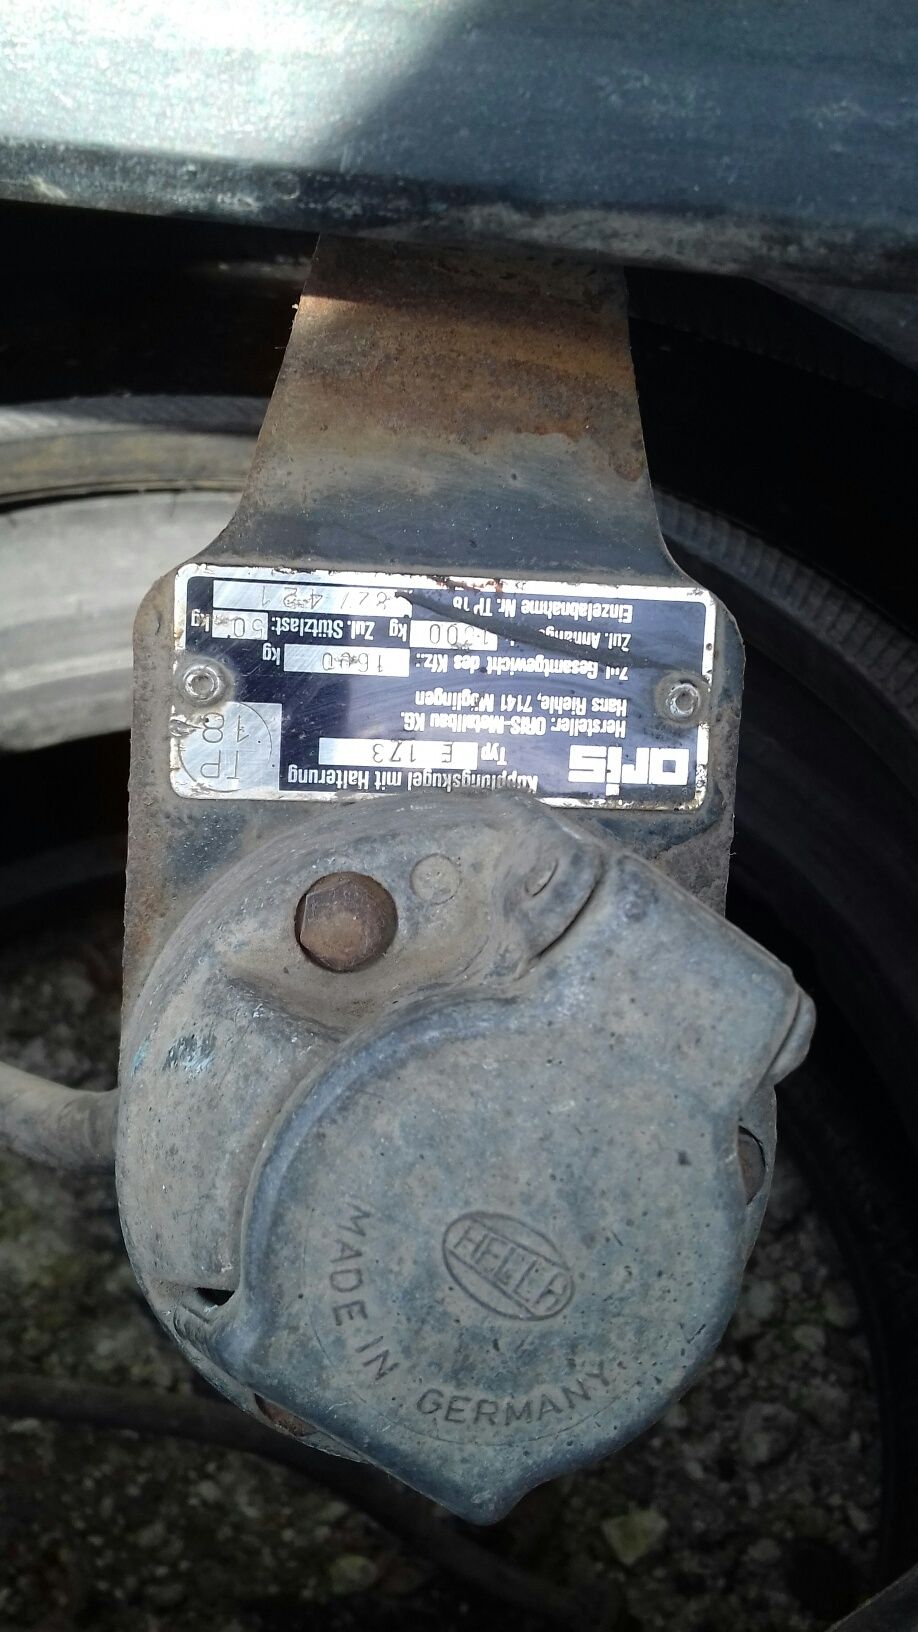 Kupplungskugel mit Halterung
oris
Typ E 173
TP
18
Hersteller: ORIS-Metallbau KG.
Hans Riehle, 7141 Möglingen
Zul. Gesamtgewicht des Kfz.: kg
Zul. kg Zul. Stützlast: 50 kg
Einzelabnahme Nr. TP 18
HELLA
MADE IN GERMANY